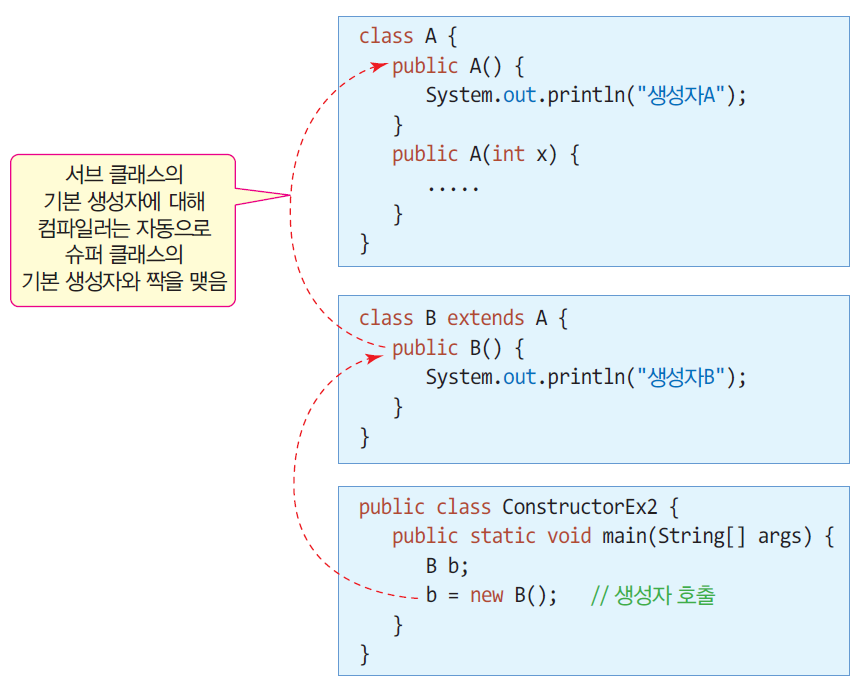 class A {
public A() {
System.out.println("생성자A");
}
public A(int x) {
.....
}
}
서브 클래스의
기본 생성자에 대해
컴파일러는 자동으로
슈퍼 클래스의
기본 생성자와 짝을 맺음
class B extends A {
public B() {
System.out.println("생성자B");
}
}
public class ConstructorEx2 {
public static void main(String[] args) {
B b;
b = new B(); // 생성자 호출
}
}